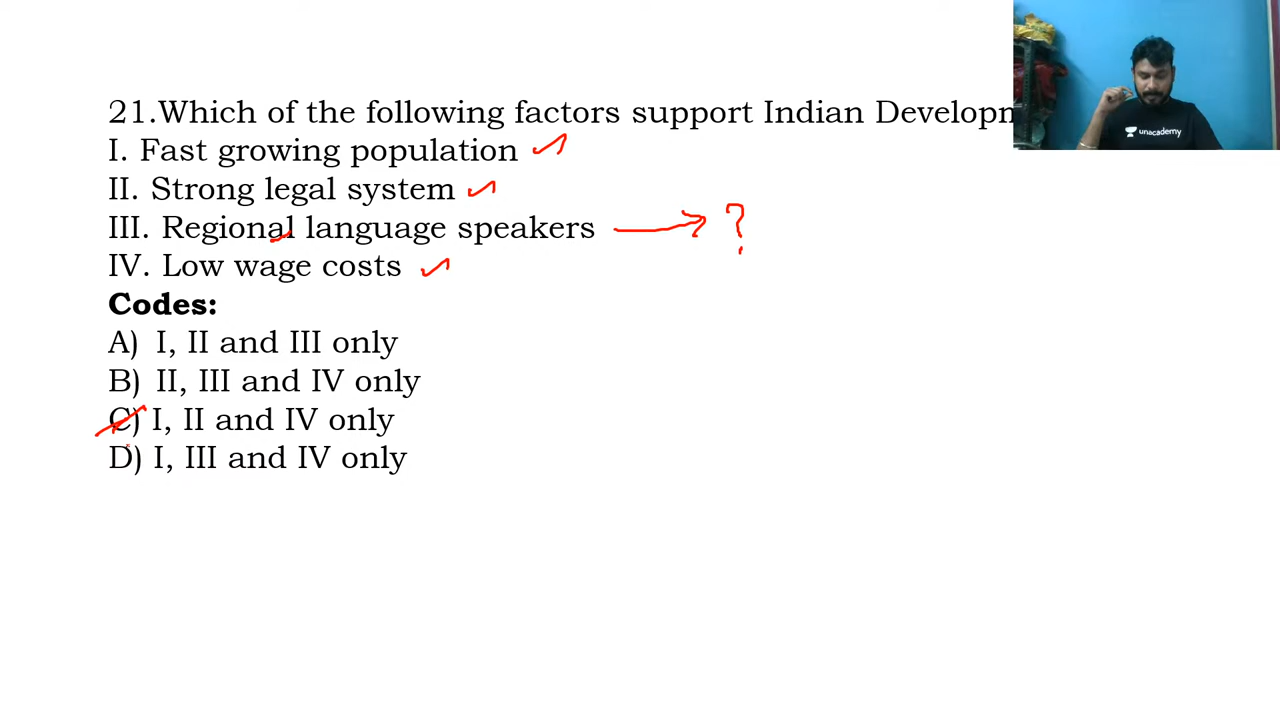 21.Which of the following factors support Indian Developm
I. Fast growing population
II. Strong legal system
III. Regional language speakers ?
IV. Low wage costs
Codes:
A) I, II and III only
B) II, III and IV only
C) I, II and IV only
D) I, III and IV only
unacademy